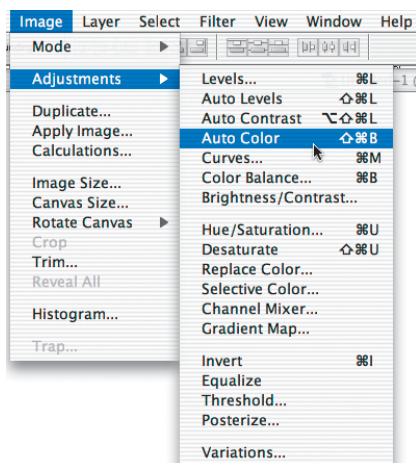 Image Layer Select Filter View Window Help
Mode
Adjustments
Duplicate...
Apply Image...
Calculations...
Image Size...
Canvas Size...
Rotate Canvas
Crop
Trim...
Reveal All
Histogram...
Trap...
Levels... ⌘L
Auto Levels ⇧⌘L
Auto Contrast ⌥⇧⌘L
Auto Color ⇧⌘B
Curves... ⌘M
Color Balance... ⌘B
Brightness/Contrast...
Hue/Saturation... ⌘U
Desaturate ⇧⌘U
Replace Color...
Selective Color...
Channel Mixer...
Gradient Map...
Invert ⌘I
Equalize
Threshold...
Posterize...
Variations...